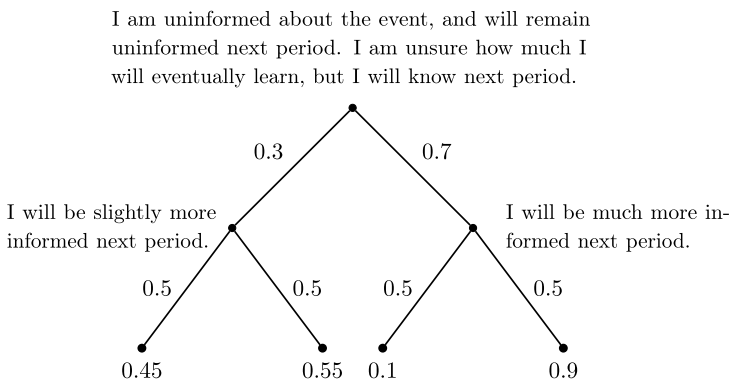 I am uninformed about the event, and will remain
uninformed next period. I am unsure how much I
will eventually learn, but I will know next period.
0.3
0.7
I will be slightly more
informed next period.
I will be much more in-
formed next period.
0.5
0.5
0.5
0.5
0.45
0.55
0.1
0.9